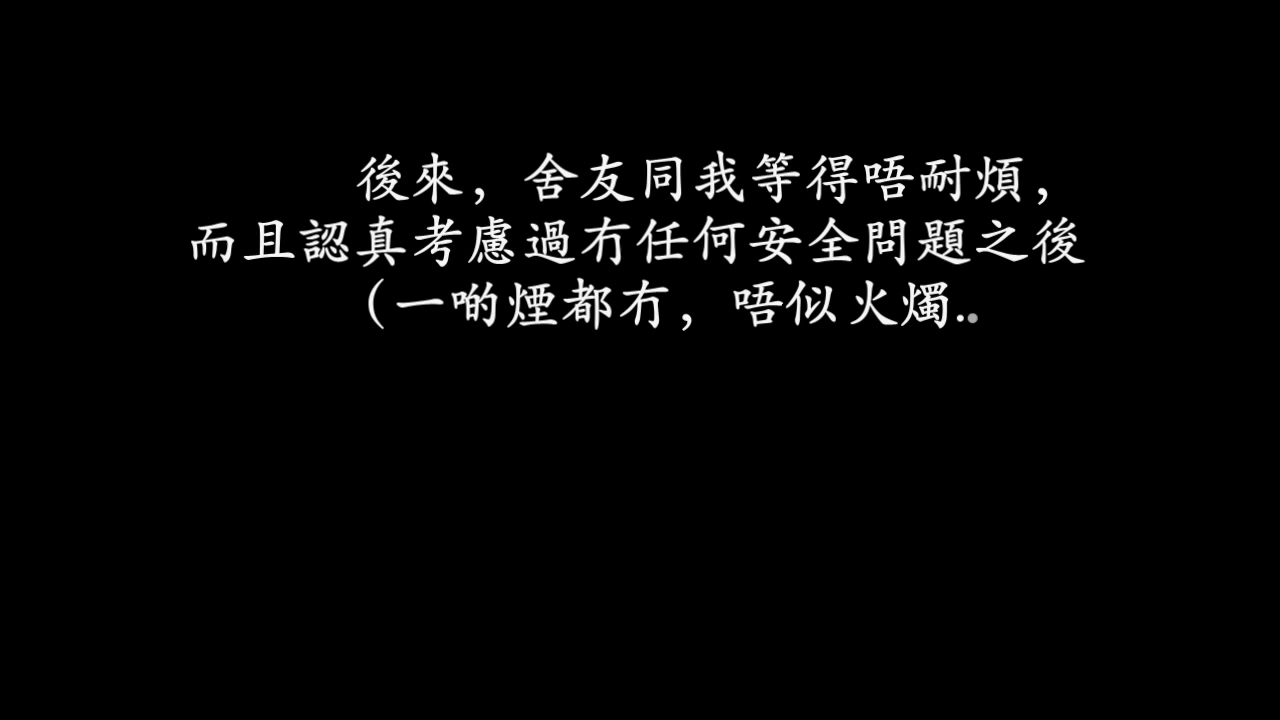 後來，舍友同我等得唔耐煩，
而且認真考慮過冇任何安全問題之後
（一啲煙都冇，唔似火燭..